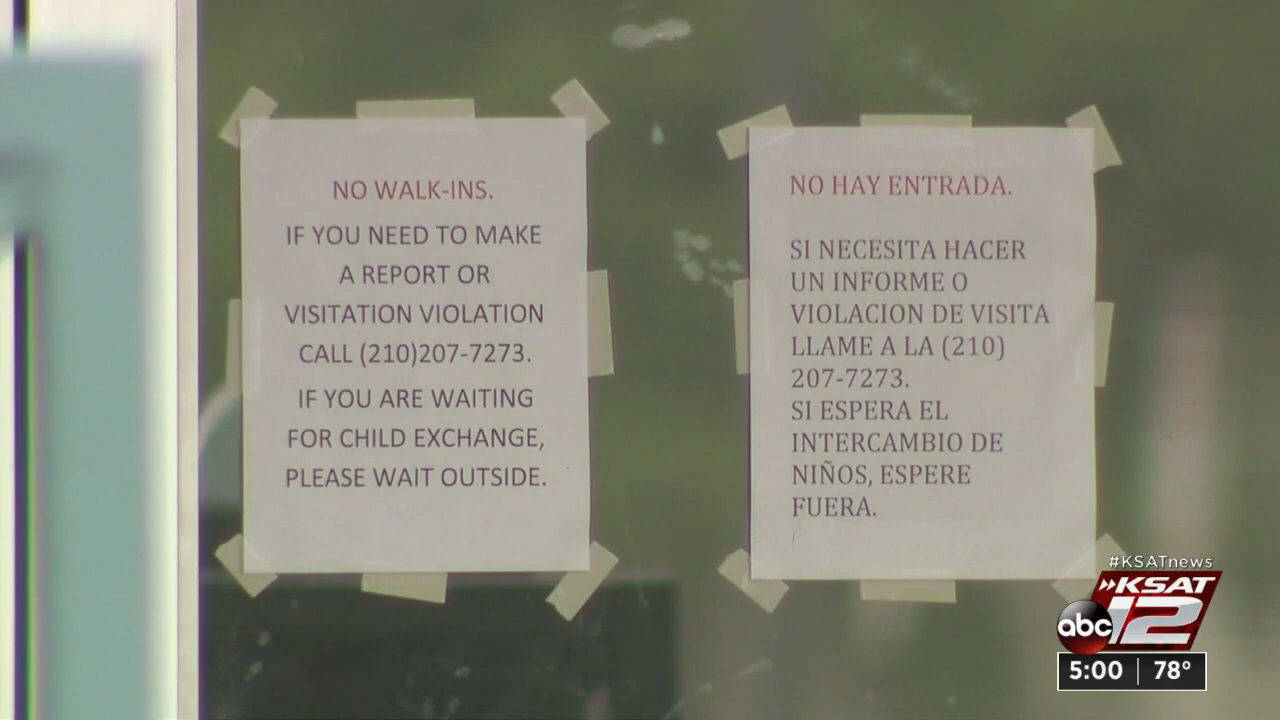 NO WALK-INS.
IF YOU NEED TO MAKE
A REPORT OR
VISITATION VIOLATION
CALL (210)207-7273.
IF YOU ARE WAITING
FOR CHILD EXCHANGE,
PLEASE WAIT OUTSIDE.
NO HAY ENTRADA.
SI NECESITA HACER
UN INFORME O
VIOLACION DE VISITA
LLAME A LA (210)
207-7273.
SI ESPERA EL
INTERCAMBIO DE
NIÑOS, ESPERE
FUERA.
#KSATnews
KSAT
abc 12
5:00 | 78°